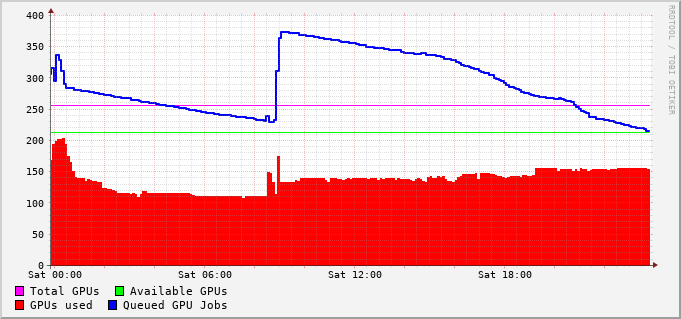 400
350
300
250
200
150
100
50
0
Sat 00:00 Sat 06:00 Sat 12:00 Sat 18:00
Total GPUs Available GPUs
GPUs used Queued GPU Jobs
RRDTOOL / TOBI OETIKER